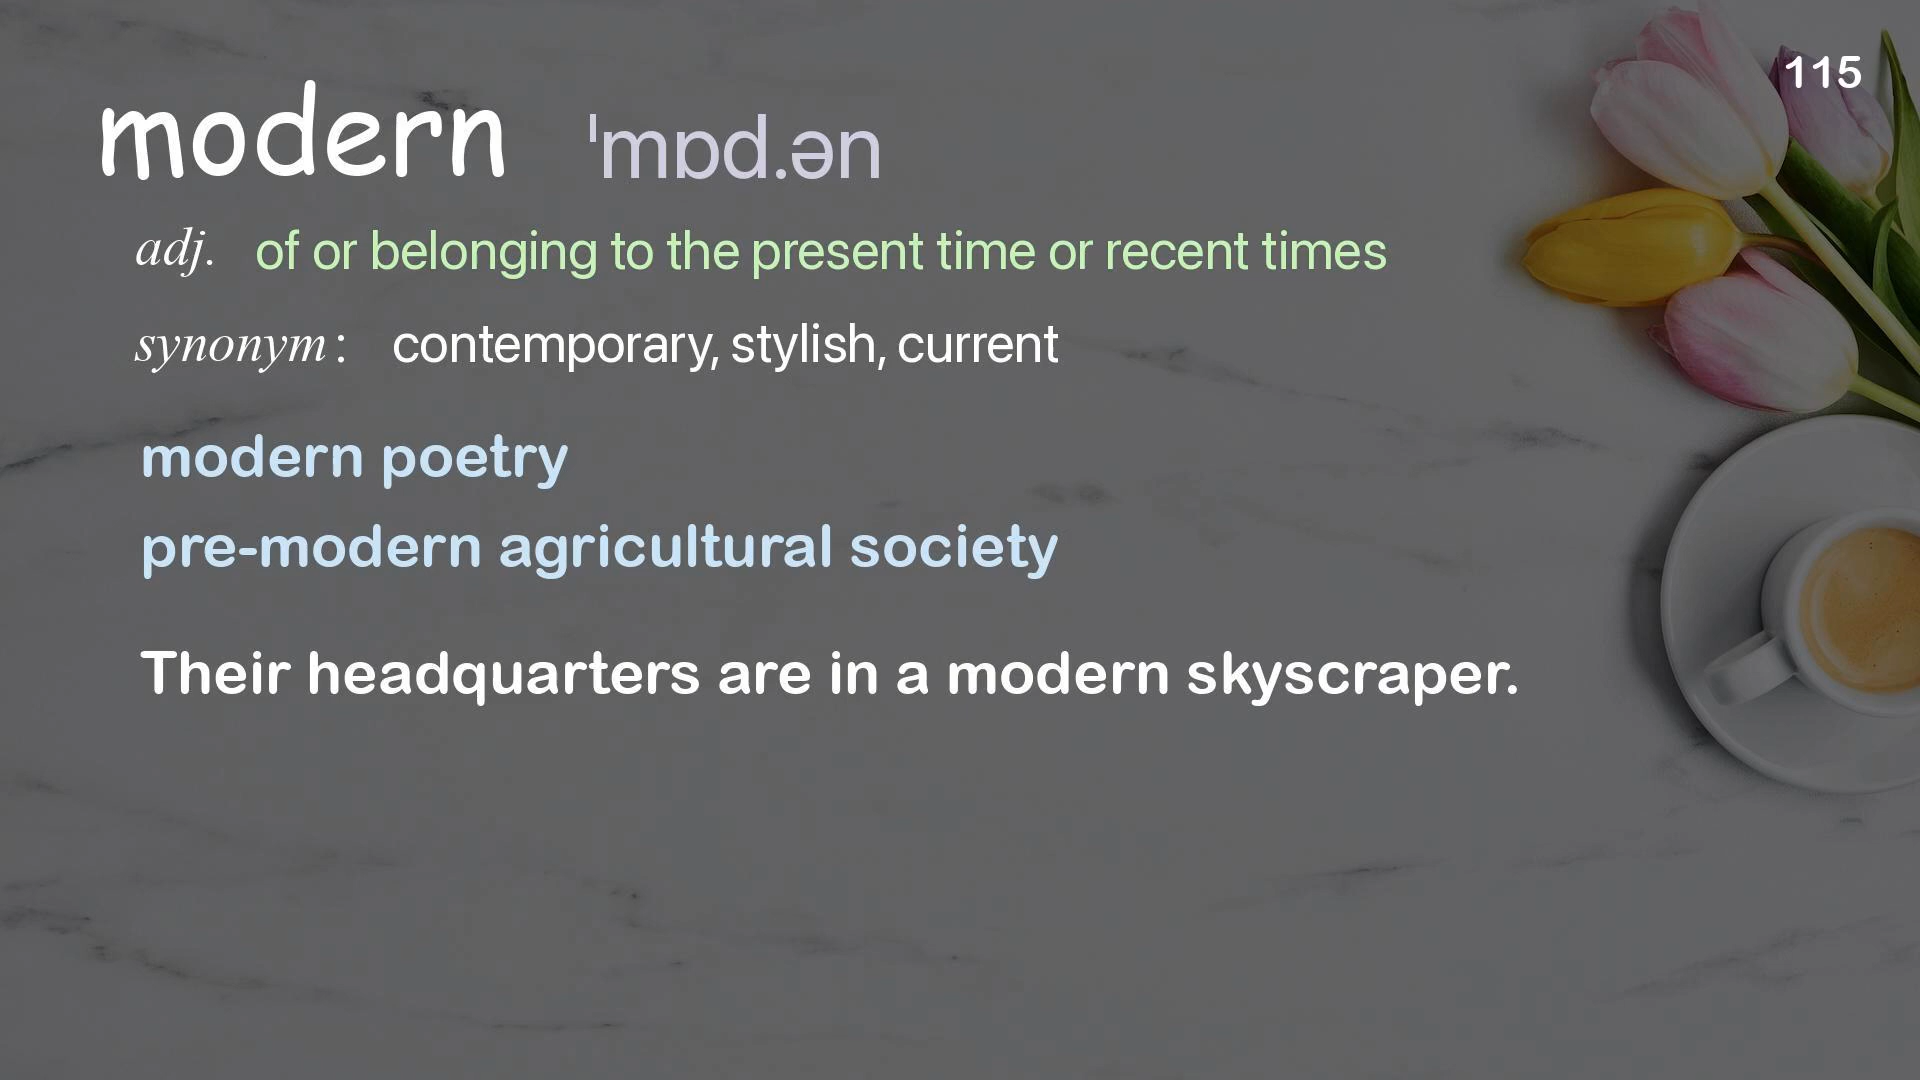 115
modern ˈmɒd.ən
adj. of or belonging to the present time or recent times
synonym: contemporary, stylish, current
modern poetry
pre-modern agricultural society
Their headquarters are in a modern skyscraper.